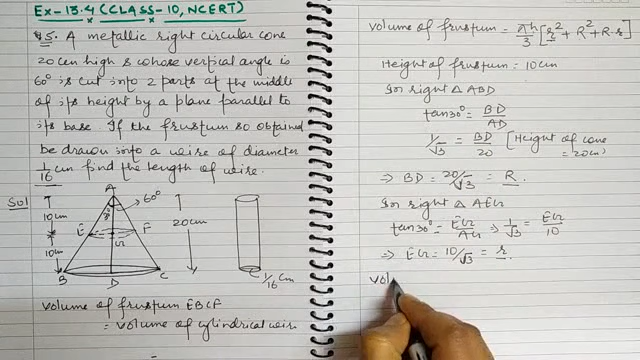 Ex-13.4 (CLASS-10, NCERT)
Q5. A metallic right circular cone
20cm high & whose vertical angle is
60° is cut into 2 parts at the middle
of its height by a plane parallel to
its base. If the frustum so obtained
be drawn into a wire of diameter
1/16 cm find the length of wire.
Sol
A
60°
30°
10cm
20cm
E
F
G
10cm
B
D
C
1/16 cm
Volume of frustum EBCF
= Volume of cylindrical wire
=
Volume of frustum = πh/3 [r² + R² + R·r]
Height of frustum = 10cm
In right △ ABD
tan30° = BD/AD
1/√3 = BD/20 [Height of cone
= 20cm]
⇒ BD = 20/√3 = R.
In right △ AEG
tan30° = EG/AG ⇒ 1/√3 = EG/10
⇒ EG = 10/√3 = r.
Vol